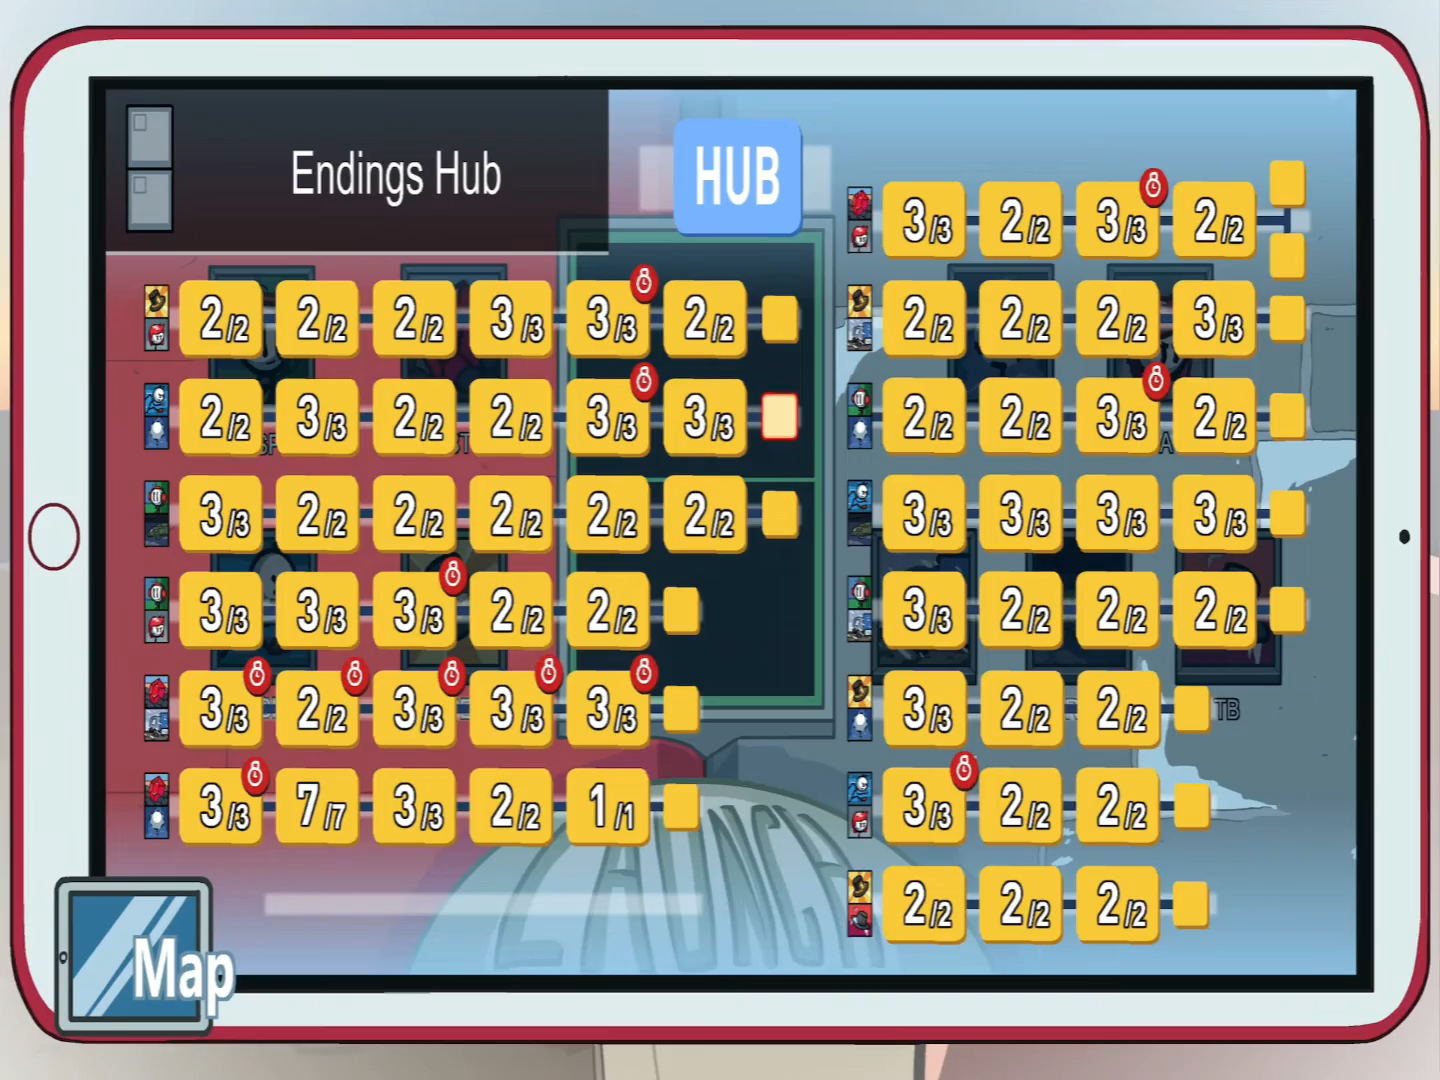 Endings Hub
HUB
3/3 2/2 3/3 2/2
2/2 2/2 2/2 3/3 3/3 2/2
2/2 2/2 2/2 3/3
2/2 3/3 2/2 2/2 3/3 3/3
2/2 2/2 3/3 2/2
3/3 2/2 2/2 2/2 2/2 2/2
3/3 3/3 3/3 3/3
3/3 3/3 3/3 2/2 2/2
3/3 2/2 2/2 2/2
3/3 2/2 3/3 3/3 3/3
3/3 2/2 2/2
TB
3/3 7/7 3/3 2/2 1/1
3/3 2/2 2/2
2/2 2/2 2/2
LAUNCH
Map